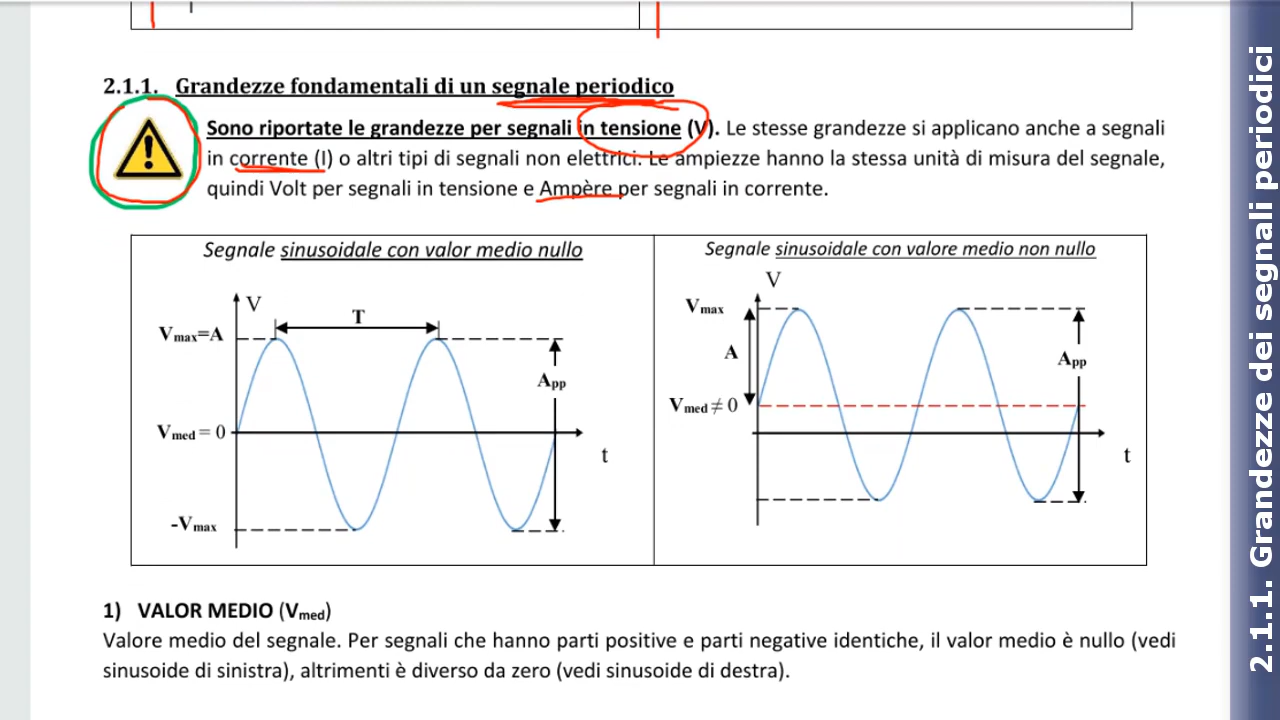 2.1.1. Grandezze fondamentali di un segnale periodico
Sono riportate le grandezze per segnali in tensione (V). Le stesse grandezze si applicano anche a segnali
in corrente (I) o altri tipi di segnali non elettrici. Le ampiezze hanno la stessa unità di misura del segnale,
quindi Volt per segnali in tensione e Ampère per segnali in corrente.
Segnale sinusoidale con valor medio nullo
V
T
Vmax=A
App
Vmed = 0
t
-Vmax
Segnale sinusoidale con valore medio non nullo
V
Vmax
A
App
Vmed ≠ 0
t
1) VALOR MEDIO (Vmed)
Valore medio del segnale. Per segnali che hanno parti positive e parti negative identiche, il valor medio è nullo (vedi
sinusoide di sinistra), altrimenti è diverso da zero (vedi sinusoide di destra).
2.1.1. Grandezze dei segnali periodici